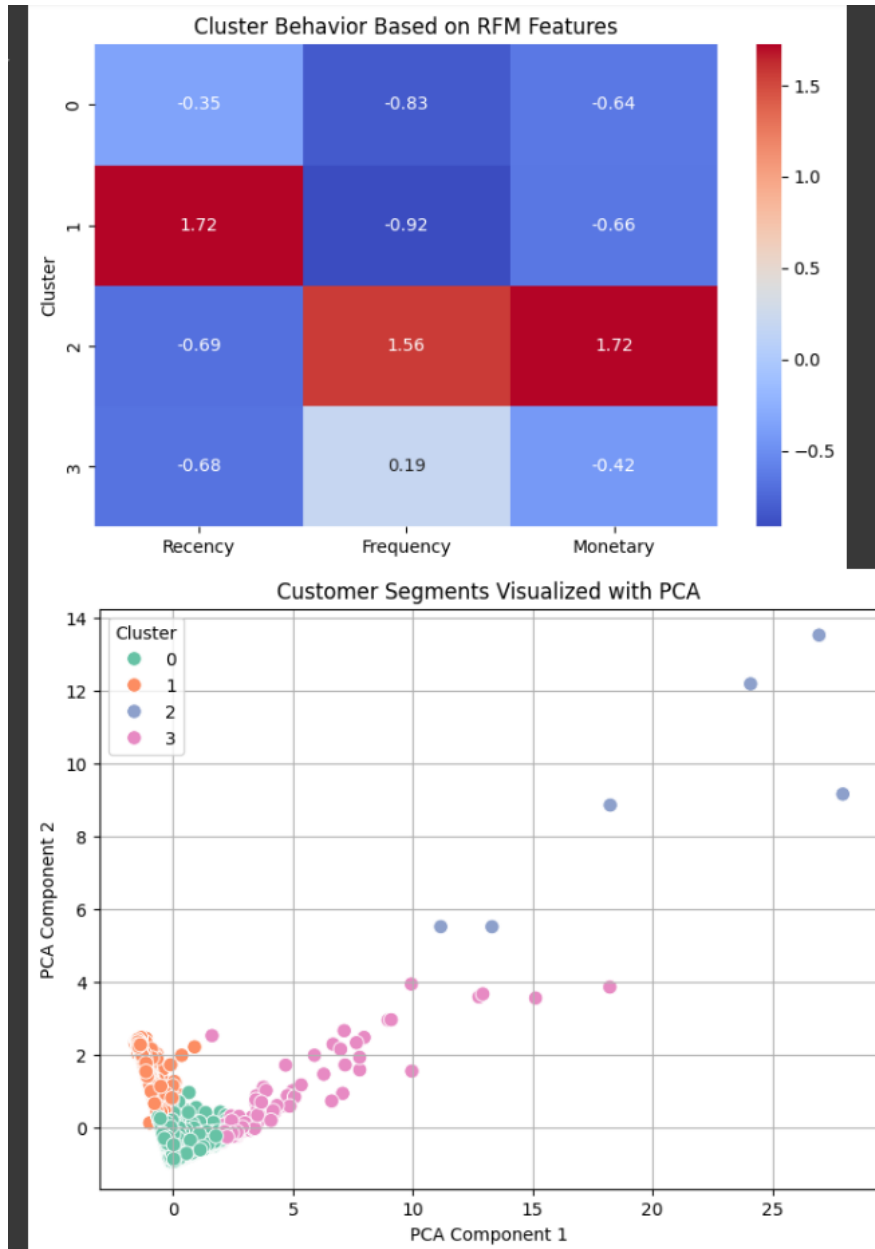 Cluster Behavior Based on RFM Features
Cluster
0
-0.35 -0.83 -0.64
1
1.72 -0.92 -0.66
2
-0.69 1.56 1.72
3
-0.68 0.19 -0.42
Recency Frequency Monetary
1.5
1.0
0.5
0.0
−0.5
Customer Segments Visualized with PCA
Cluster
0
1
2
3
PCA Component 2
14
12
10
8
6
4
2
0
0 5 10 15 20 25
PCA Component 1